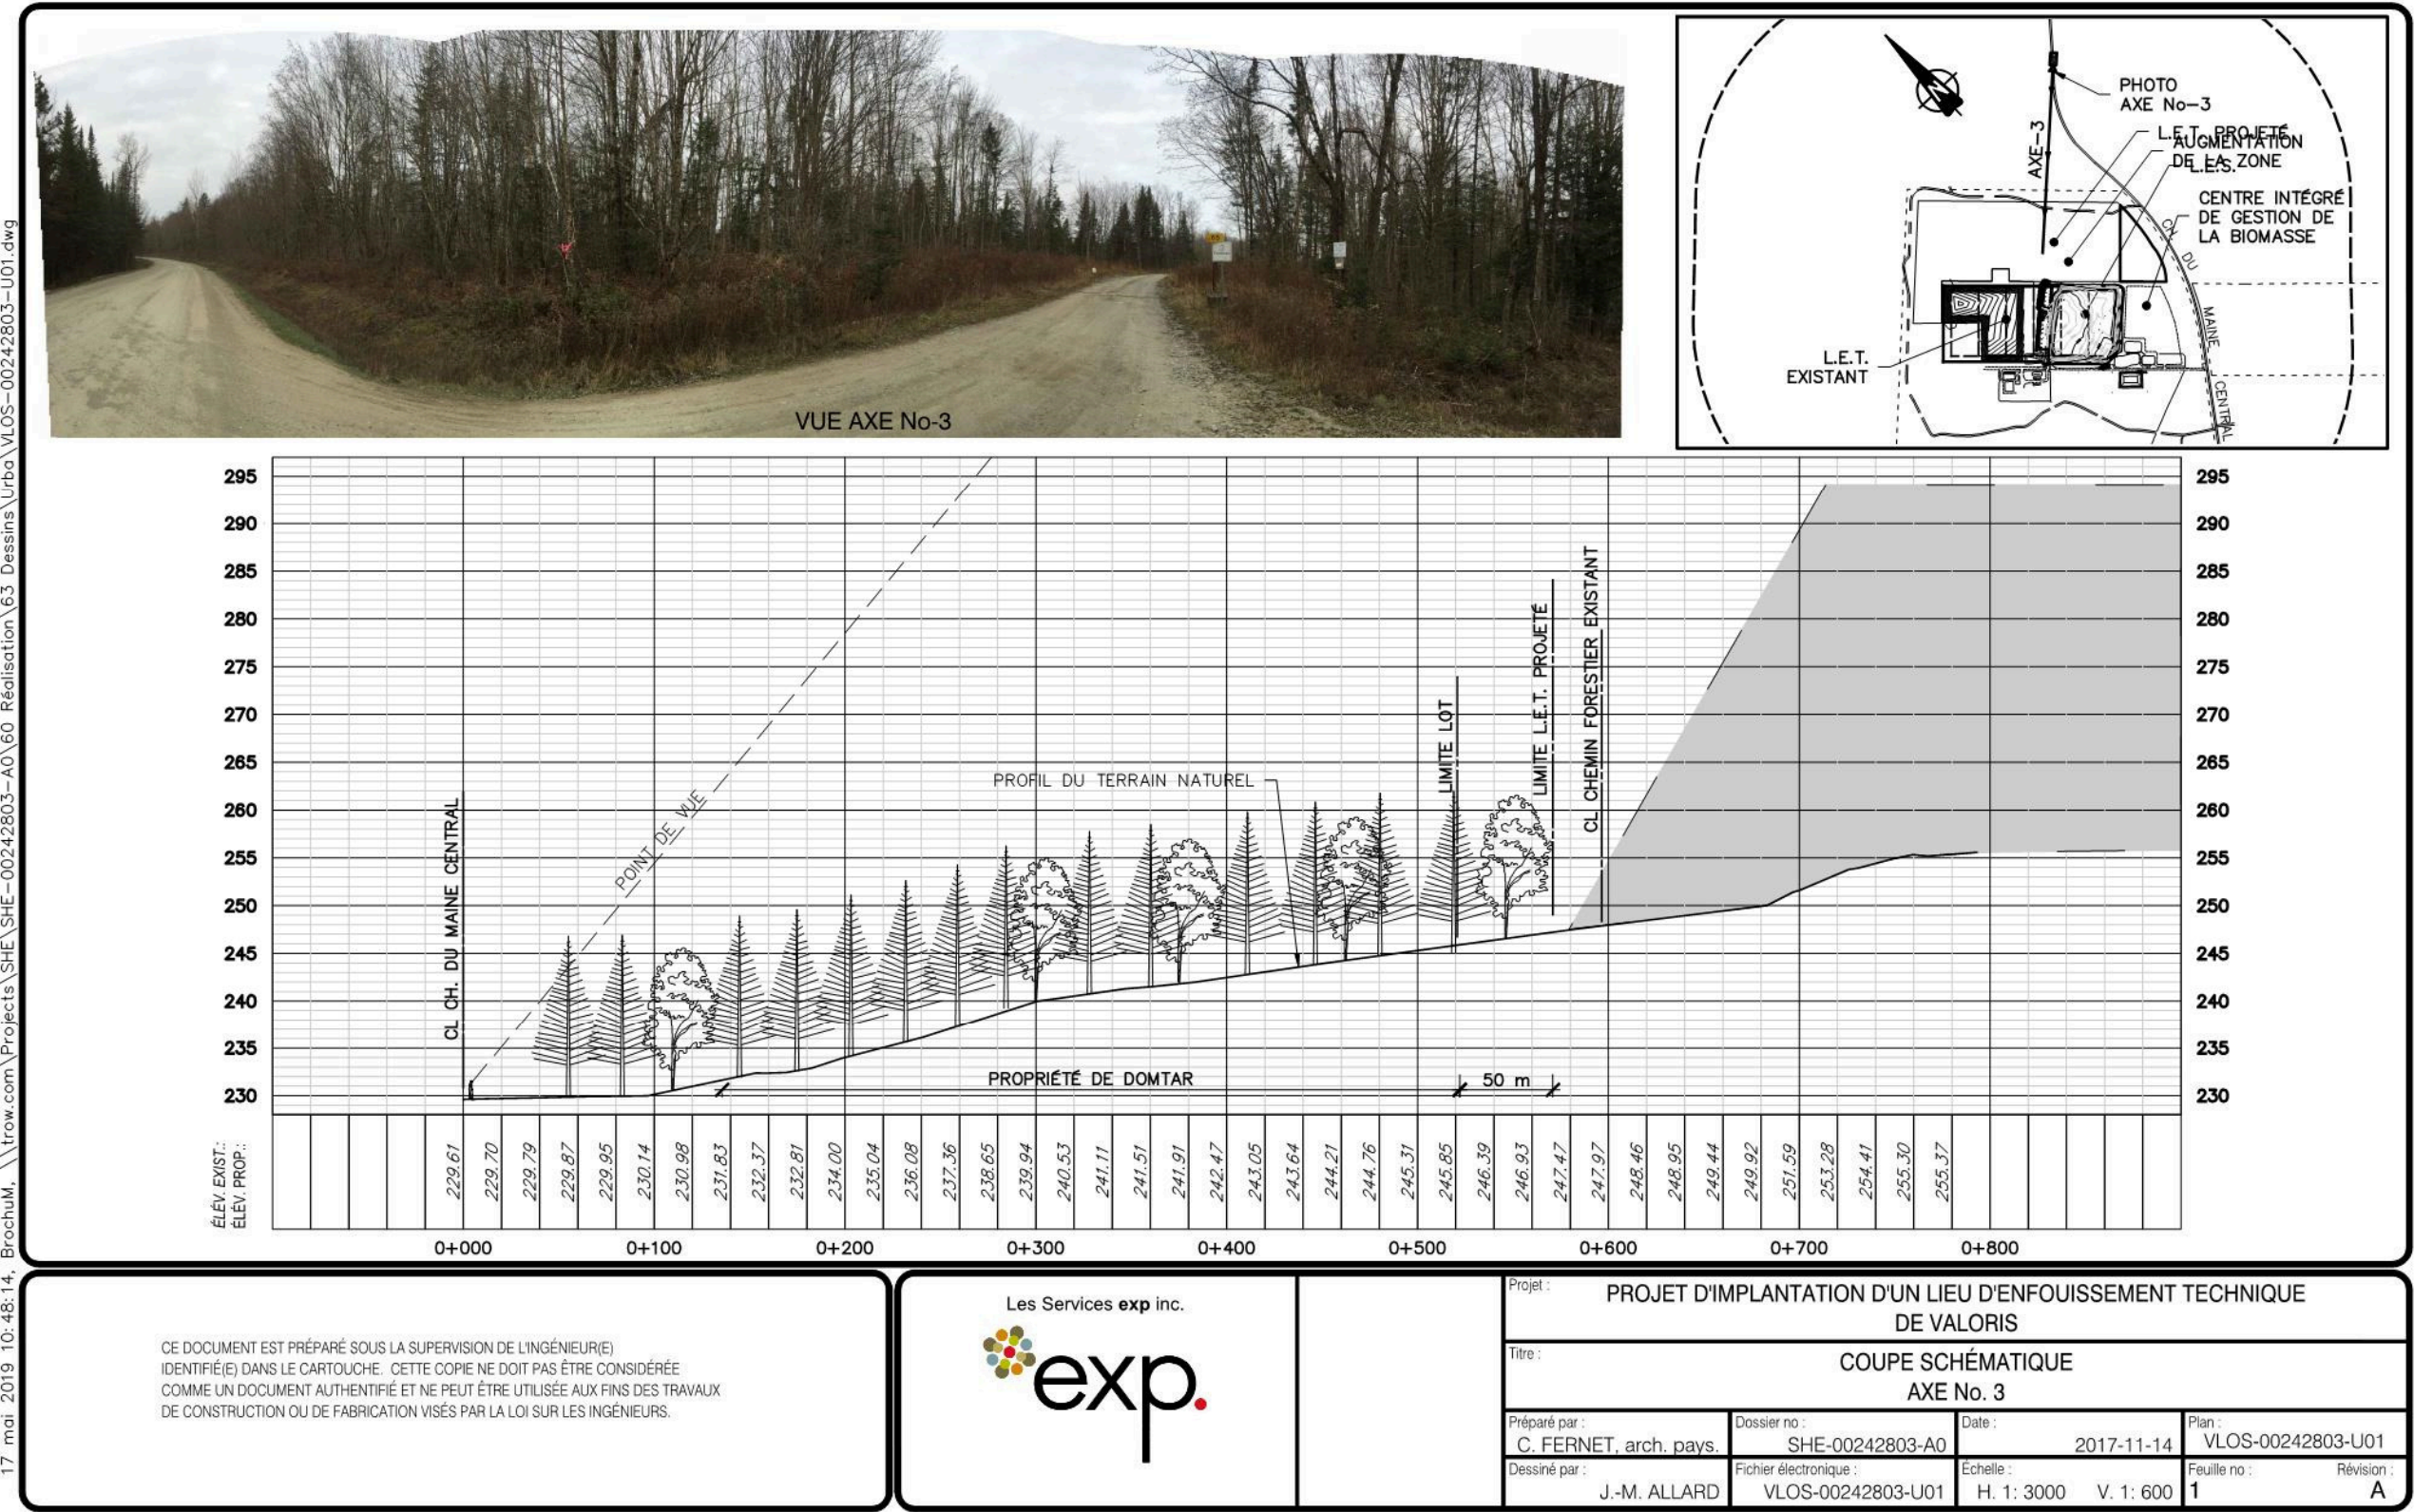 VUE AXE No-3
PHOTO
AXE No-3
AXE-3
L.E.T. PROJETÉ
AUGMENTATION
DE LA ZONE
L.E.S.
CENTRE INTÉGRÉ
DE GESTION DE
LA BIOMASSE
CH. DU MAINE CENTRAL
L.E.T.
EXISTANT
295
290
285
280
275
270
265
260
255
250
245
240
235
230
295
290
285
280
275
270
265
260
255
250
245
240
235
230
CL CH. DU MAINE CENTRAL
POINT DE VUE
PROFIL DU TERRAIN NATUREL
LIMITE LOT
LIMITE L.E.T. PROJETÉ
CL CHEMIN FORESTIER EXISTANT
PROPRIÉTÉ DE DOMTAR
50 m
ÉLÉV. EXIST.:
ÉLÉV. PROP.:
229.61
229.70
229.79
229.87
229.95
230.14
230.98
231.83
232.37
232.81
234.00
235.04
236.08
237.36
238.65
239.94
240.53
241.11
241.51
241.91
242.47
243.05
243.64
244.21
244.76
245.31
245.85
246.39
246.93
247.47
247.97
248.46
248.95
249.44
249.92
251.59
253.28
254.41
255.30
255.37
0+000
0+100
0+200
0+300
0+400
0+500
0+600
0+700
0+800
17 mai 2019 10:48:14, BrochuM, \\trow.com\Projects\SHE\SHE-00242803-A0\60 Réalisation\63 Dessins\Urba\VLOS-00242803-U01.dwg
CE DOCUMENT EST PRÉPARÉ SOUS LA SUPERVISION DE L'INGÉNIEUR(E)
IDENTIFIÉ(E) DANS LE CARTOUCHE. CETTE COPIE NE DOIT PAS ÊTRE CONSIDÉRÉE
COMME UN DOCUMENT AUTHENTIFIÉ ET NE PEUT ÊTRE UTILISÉE AUX FINS DES TRAVAUX
DE CONSTRUCTION OU DE FABRICATION VISÉS PAR LA LOI SUR LES INGÉNIEURS.
Les Services exp inc.
exp.
Projet :
PROJET D'IMPLANTATION D'UN LIEU D'ENFOUISSEMENT TECHNIQUE
DE VALORIS
Titre :
COUPE SCHÉMATIQUE
AXE No. 3
Préparé par :
C. FERNET, arch. pays.
Dossier no :
SHE-00242803-A0
Date :
2017-11-14
Plan :
VLOS-00242803-U01
Dessiné par :
J.-M. ALLARD
Fichier électronique :
VLOS-00242803-U01
Échelle :
H. 1: 3000 V. 1: 600
Feuille no :
1
Révision :
A